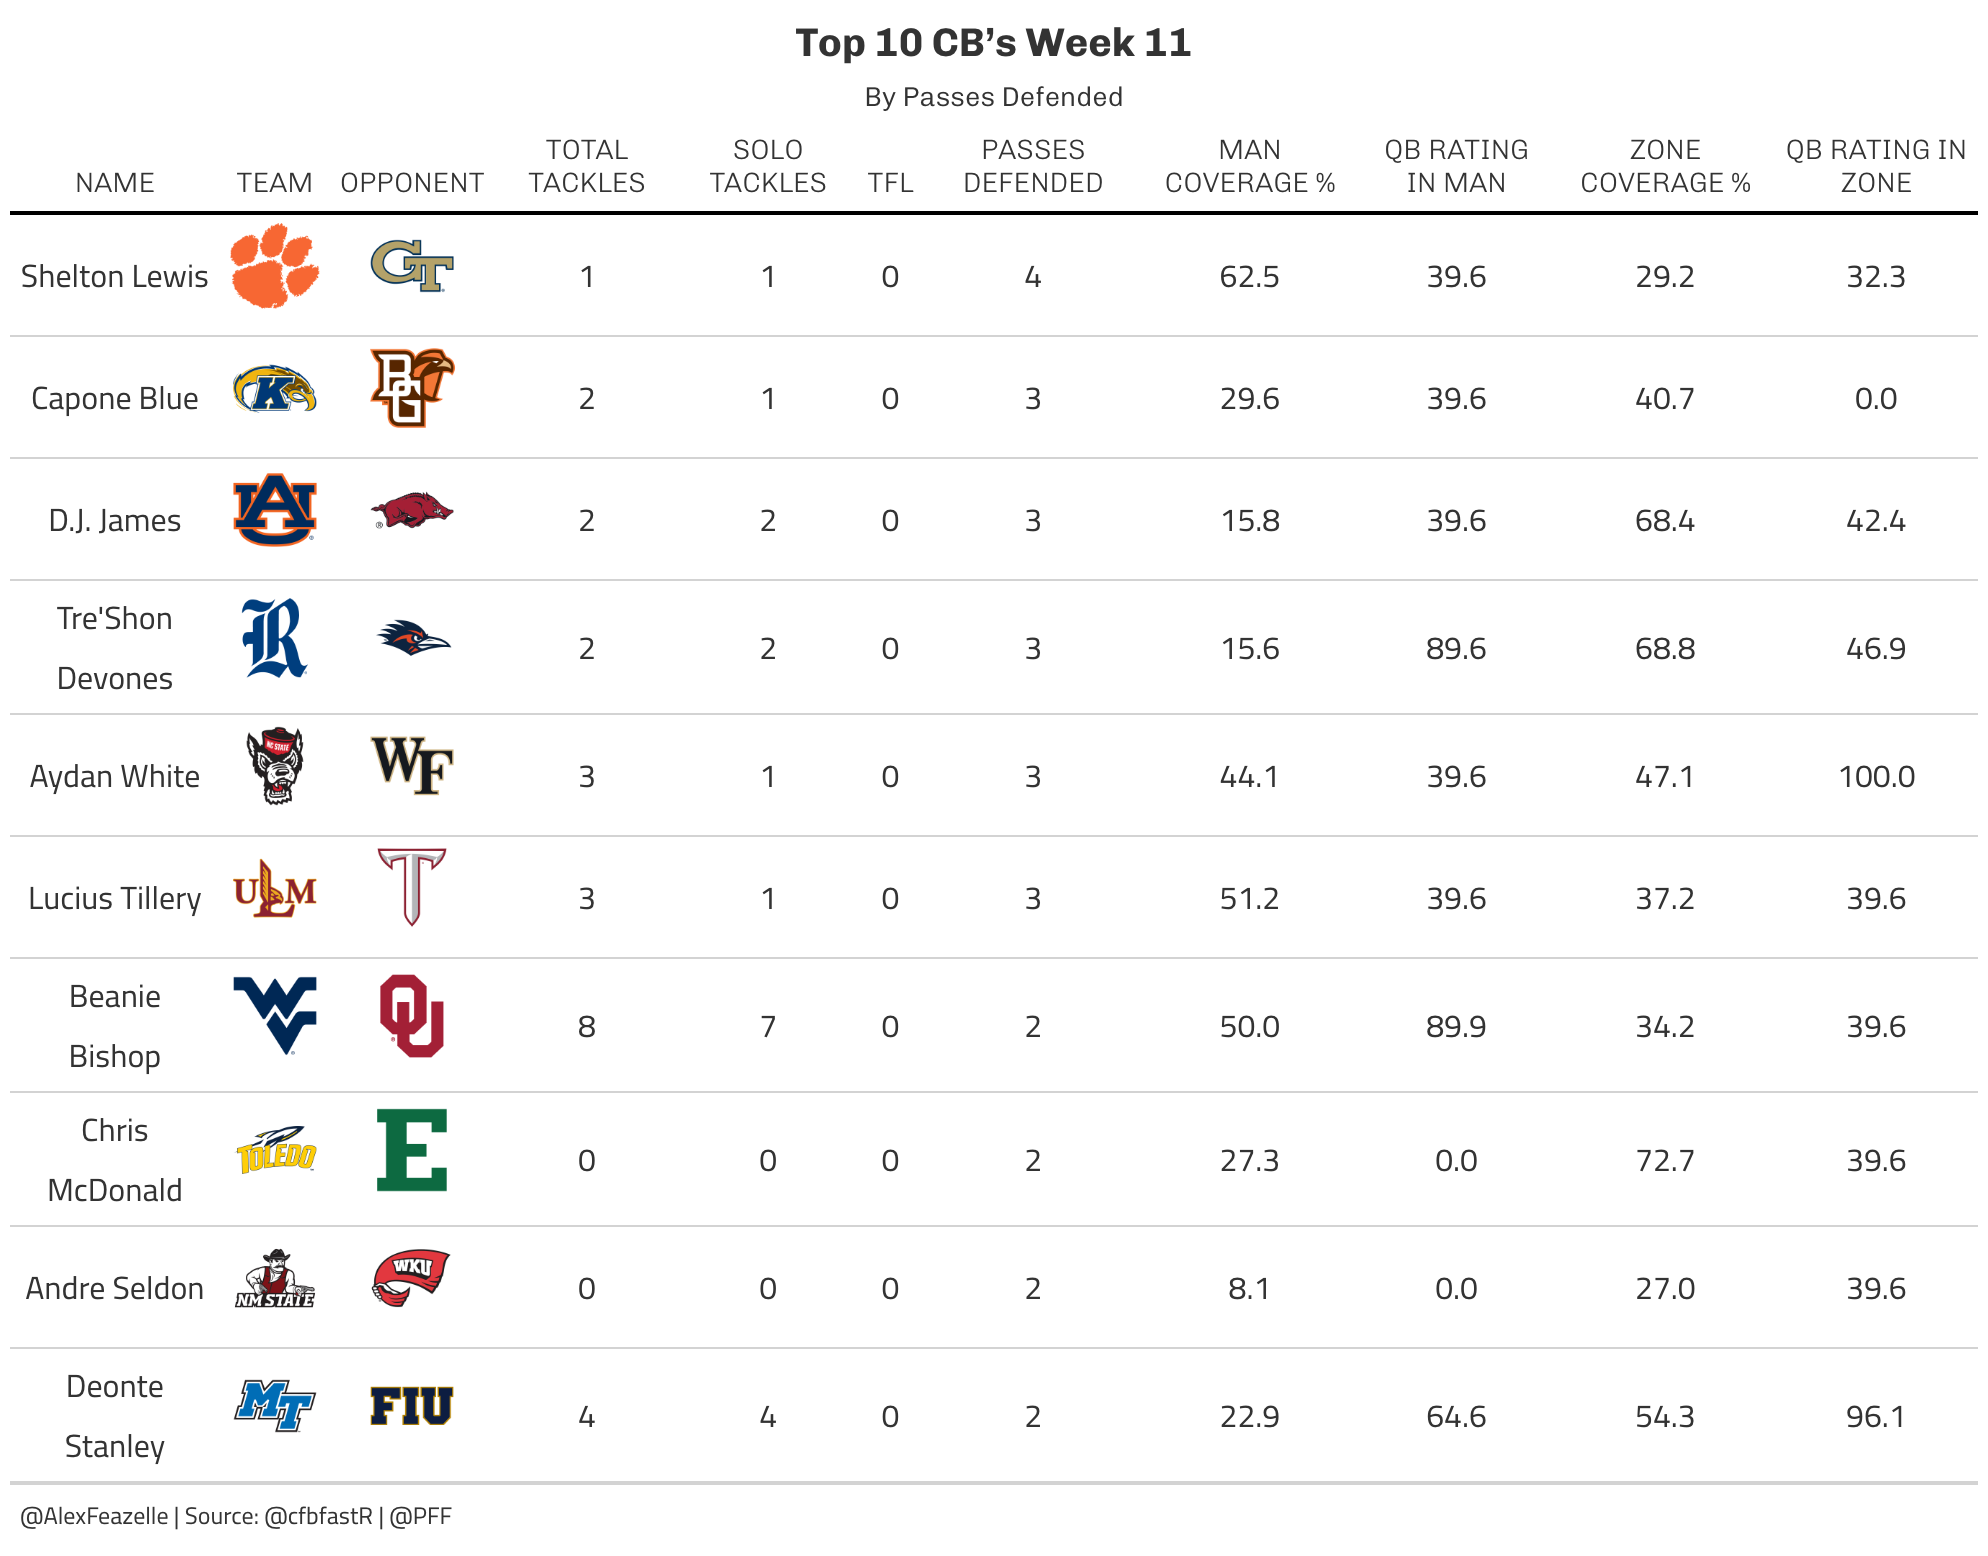 Top 10 CB’s Week 11
By Passes Defended
NAME TEAM OPPONENT TOTAL TACKLES SOLO TACKLES TFL PASSES DEFENDED MAN COVERAGE % QB RATING IN MAN ZONE COVERAGE % QB RATING IN ZONE
Shelton Lewis GT 1 1 0 4 62.5 39.6 29.2 32.3
Capone Blue K BG 2 1 0 3 29.6 39.6 40.7 0.0
D.J. James AU 2 2 0 3 15.8 39.6 68.4 42.4
Tre'Shon Devones R 2 2 0 3 15.6 89.6 68.8 46.9
Aydan White NC STATE WF 3 1 0 3 44.1 39.6 47.1 100.0
Lucius Tillery ULM T 3 1 0 3 51.2 39.6 37.2 39.6
Beanie Bishop WV OU 8 7 0 2 50.0 89.9 34.2 39.6
Chris McDonald TOLEDO E 0 0 0 2 27.3 0.0 72.7 39.6
Andre Seldon NM STATE WKU 0 0 0 2 8.1 0.0 27.0 39.6
Deonte Stanley MT FIU 4 4 0 2 22.9 64.6 54.3 96.1
@AlexFeazelle | Source: @cfbfastR | @PFF